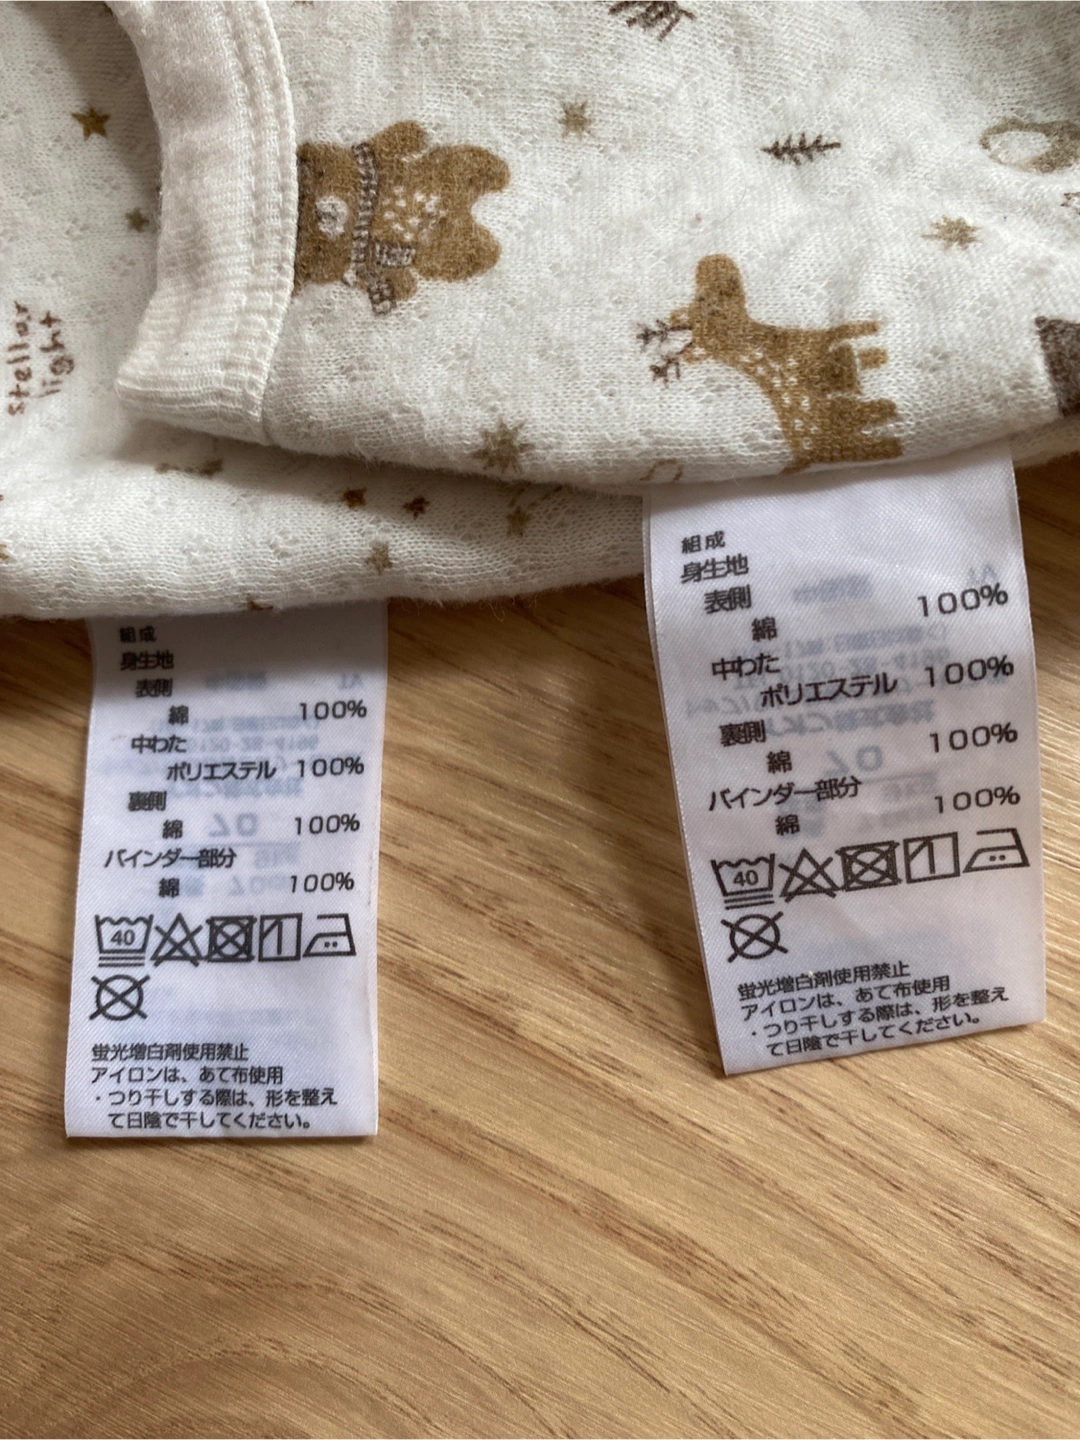 stellar
light
組成
身生地
表側
綿 100%
中わた
ポリエステル 100%
裏側
綿 100%
バインダー部分
綿 100%
40
蛍光増白剤使用禁止
アイロンは、あて布使用
・つり干しする際は、形を整え
て日陰で干してください。
組成
身生地
表側
綿 100%
中わた
ポリエステル 100%
裏側
綿 100%
バインダー部分
綿 100%
40
蛍光増白剤使用禁止
アイロンは、あて布使用
・つり干しする際は、形を整え
て日陰で干してください。